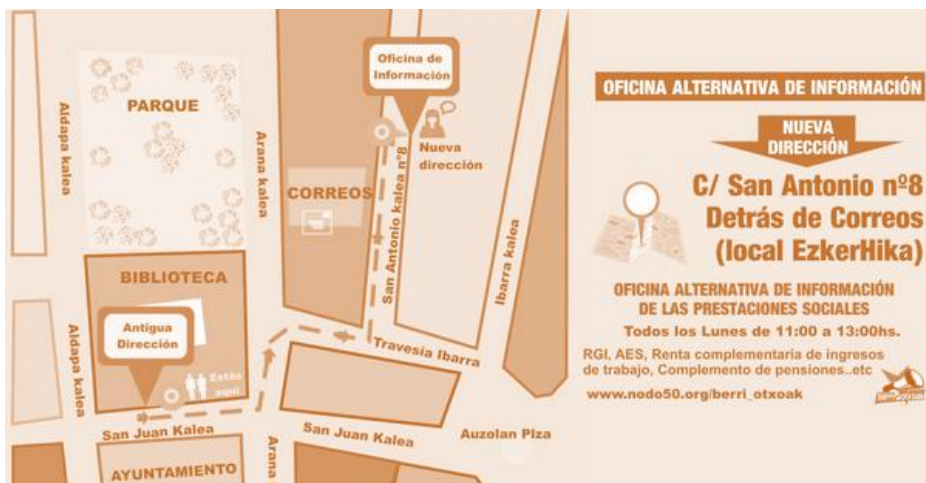 Aldapa kalea
PARQUE
Arana kalea
Oficina de
Información
Nueva
dirección
CORREOS
San Antonio kalea nº8
Ibarra kalea
BIBLIOTECA
Antigua
Dirección
Estás
aquí
Aldapa kalea
Travesía Ibarra
San Juan Kalea
San Juan Kalea
Auzolan Plza
AYUNTAMIENTO
Arana
OFICINA ALTERNATIVA DE INFORMACIÓN
NUEVA
DIRECCIÓN
C/ San Antonio nº8
Detrás de Correos
(local EzkerHika)
OFICINA ALTERNATIVA DE INFORMACIÓN
DE LAS PRESTACIONES SOCIALES
Todos los Lunes de 11:00 a 13:00hs.
RGI, AES, Renta complementaria de ingresos
de trabajo, Complemento de pensiones..etc
www.nodo50.org/berri_otxoak